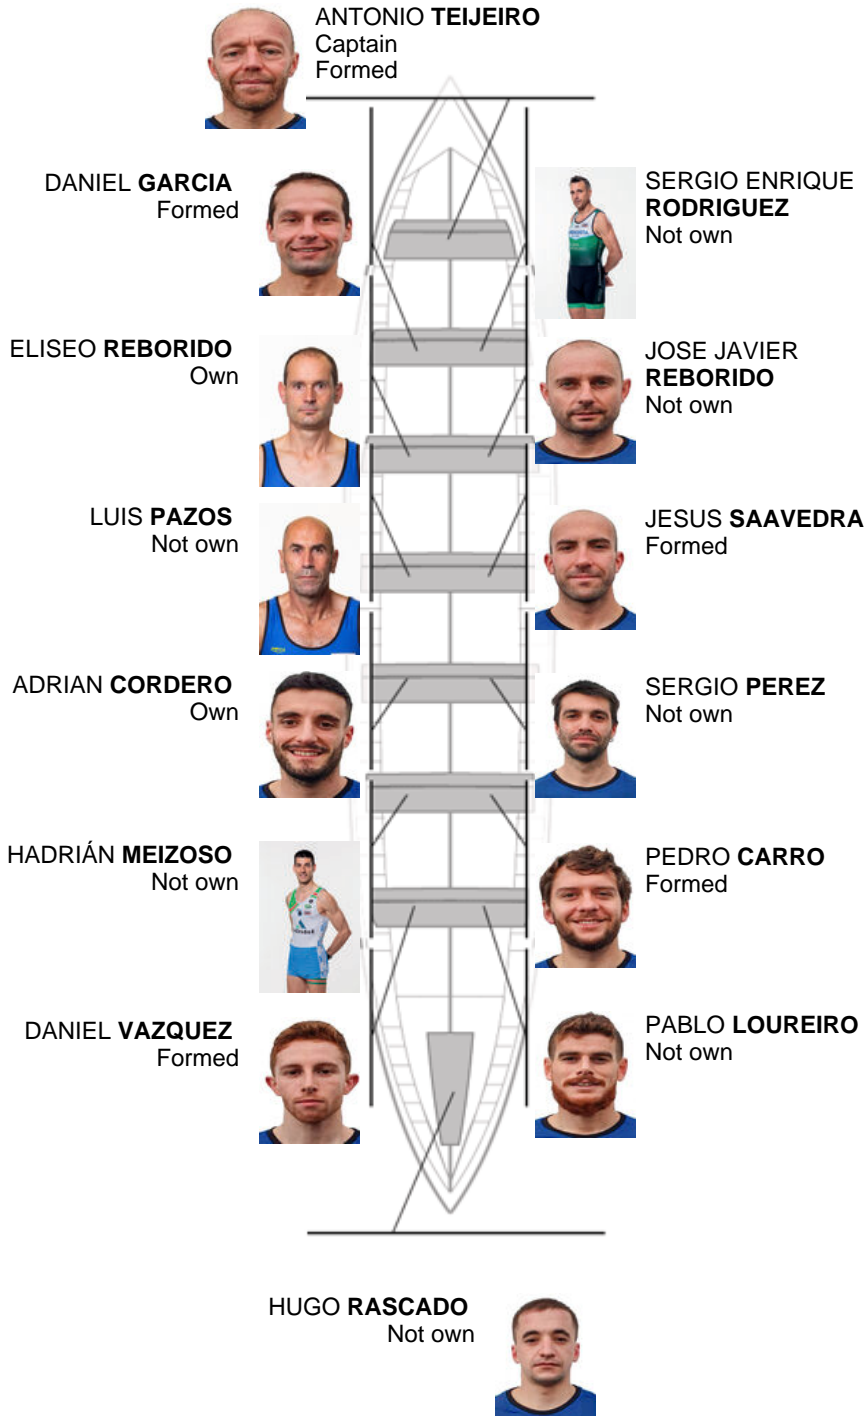 ANTONIO TEIJEIRO
Captain
Formed
DANIEL GARCIA
Formed
SERGIO ENRIQUE
RODRIGUEZ
Not own
ELISEO REBORIDO
Own
JOSE JAVIER
REBORIDO
Not own
LUIS PAZOS
Not own
JESUS SAAVEDRA
Formed
ADRIAN CORDERO
Own
SERGIO PEREZ
Not own
HADRIÁN MEIZOSO
Not own
PEDRO CARRO
Formed
DANIEL VAZQUEZ
Formed
PABLO LOUREIRO
Not own
HUGO RASCADO
Not own